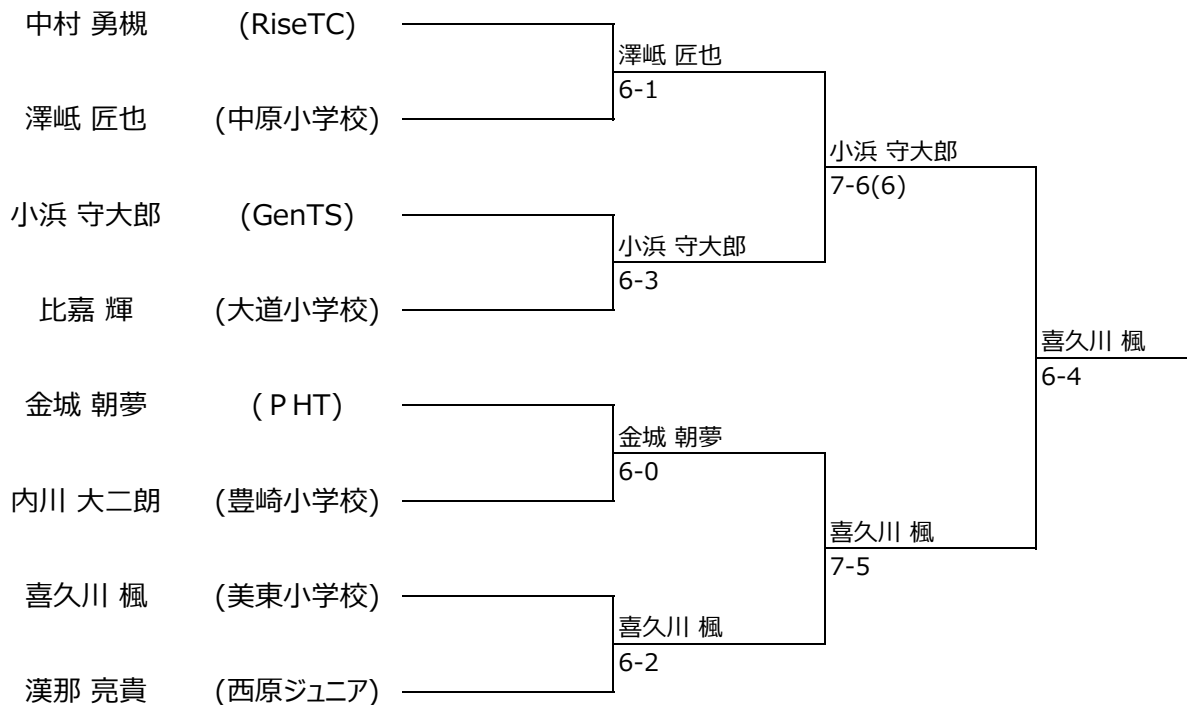 中村 勇槻 (RiseTC)
澤岻 匠也
6-1
澤岻 匠也 (中原小学校)
小浜 守大郎
7-6(6)
小浜 守大郎 (GenTS)
小浜 守大郎
6-3
比嘉 輝 (大道小学校)
喜久川 楓
6-4
金城 朝夢 (ＰHT)
金城 朝夢
6-0
内川 大二朗 (豊崎小学校)
喜久川 楓
7-5
喜久川 楓 (美東小学校)
喜久川 楓
6-2
漢那 亮貴 (西原ジュニア)